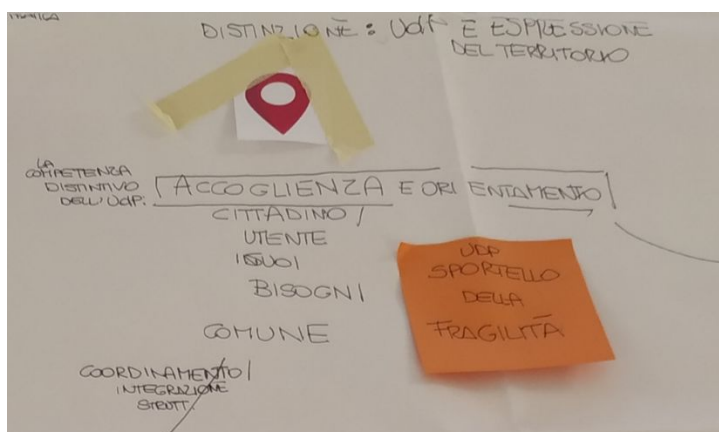 DISTINZIONE: UdP È ESPRESSIONE
DEL TERRITORIO
LA
COMPETENZA
DISTINTIVO
DELL'UdP.
ACCOGLIENZA E ORIENTAMENTO
CITTADINO /
UTENTE
I SUOI
BISOGNI
COMUNE
COORDINAMENTO /
INTEGRAZIONE
STRUTT.
UDP
SPORTELLO
DELLA
FRAGILITÀ